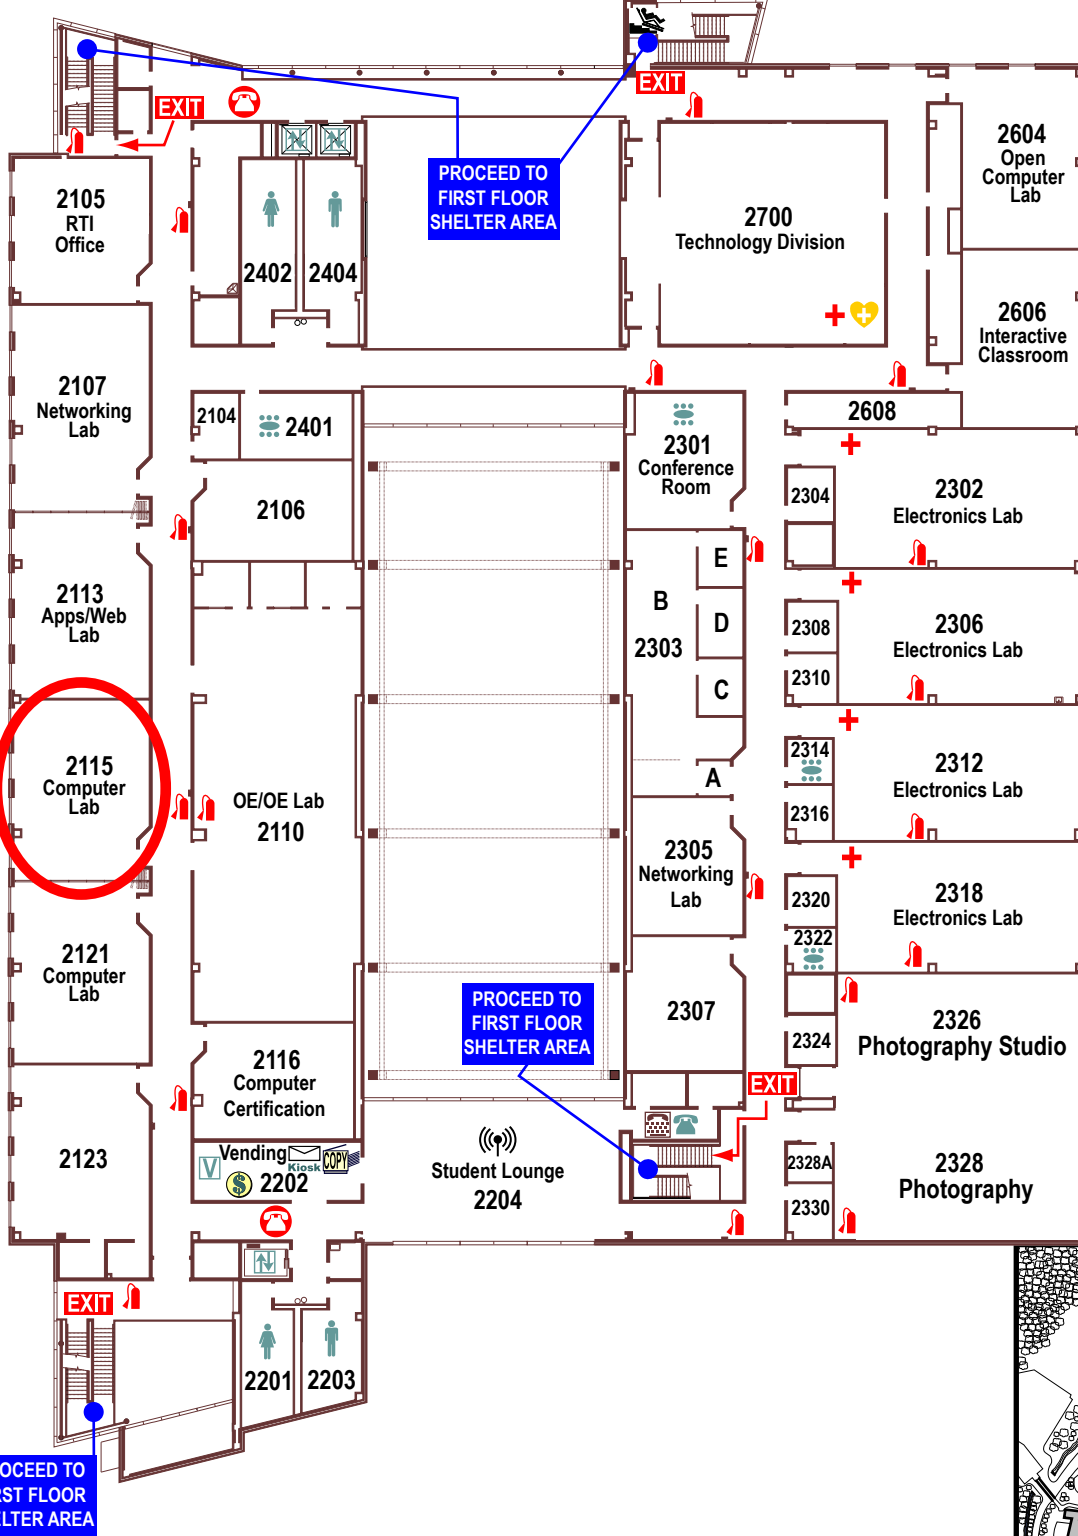 EXIT
EXIT
PROCEED TO
FIRST FLOOR
SHELTER AREA
2105
RTI
Office
2402
2404
2700
Technology Division
2604
Open
Computer
Lab
2606
Interactive
Classroom
2107
Networking
Lab
2104
2401
2106
2301
Conference
Room
2608
2304
2302
Electronics Lab
2113
Apps/Web
Lab
E
B
D
2303
C
A
2308
2310
2306
Electronics Lab
2115
Computer
Lab
OE/OE Lab
2110
2314
2316
2312
Electronics Lab
2305
Networking
Lab
2320
2322
2318
Electronics Lab
2121
Computer
Lab
PROCEED TO
FIRST FLOOR
SHELTER AREA
2307
2324
2326
Photography Studio
2116
Computer
Certification
EXIT
2123
Vending
V
$
Kiosk
COPY
2202
Student Lounge
2204
2328A
2330
2328
Photography
EXIT
2201
2203
OCEED TO
RST FLOOR
ELTER AREA